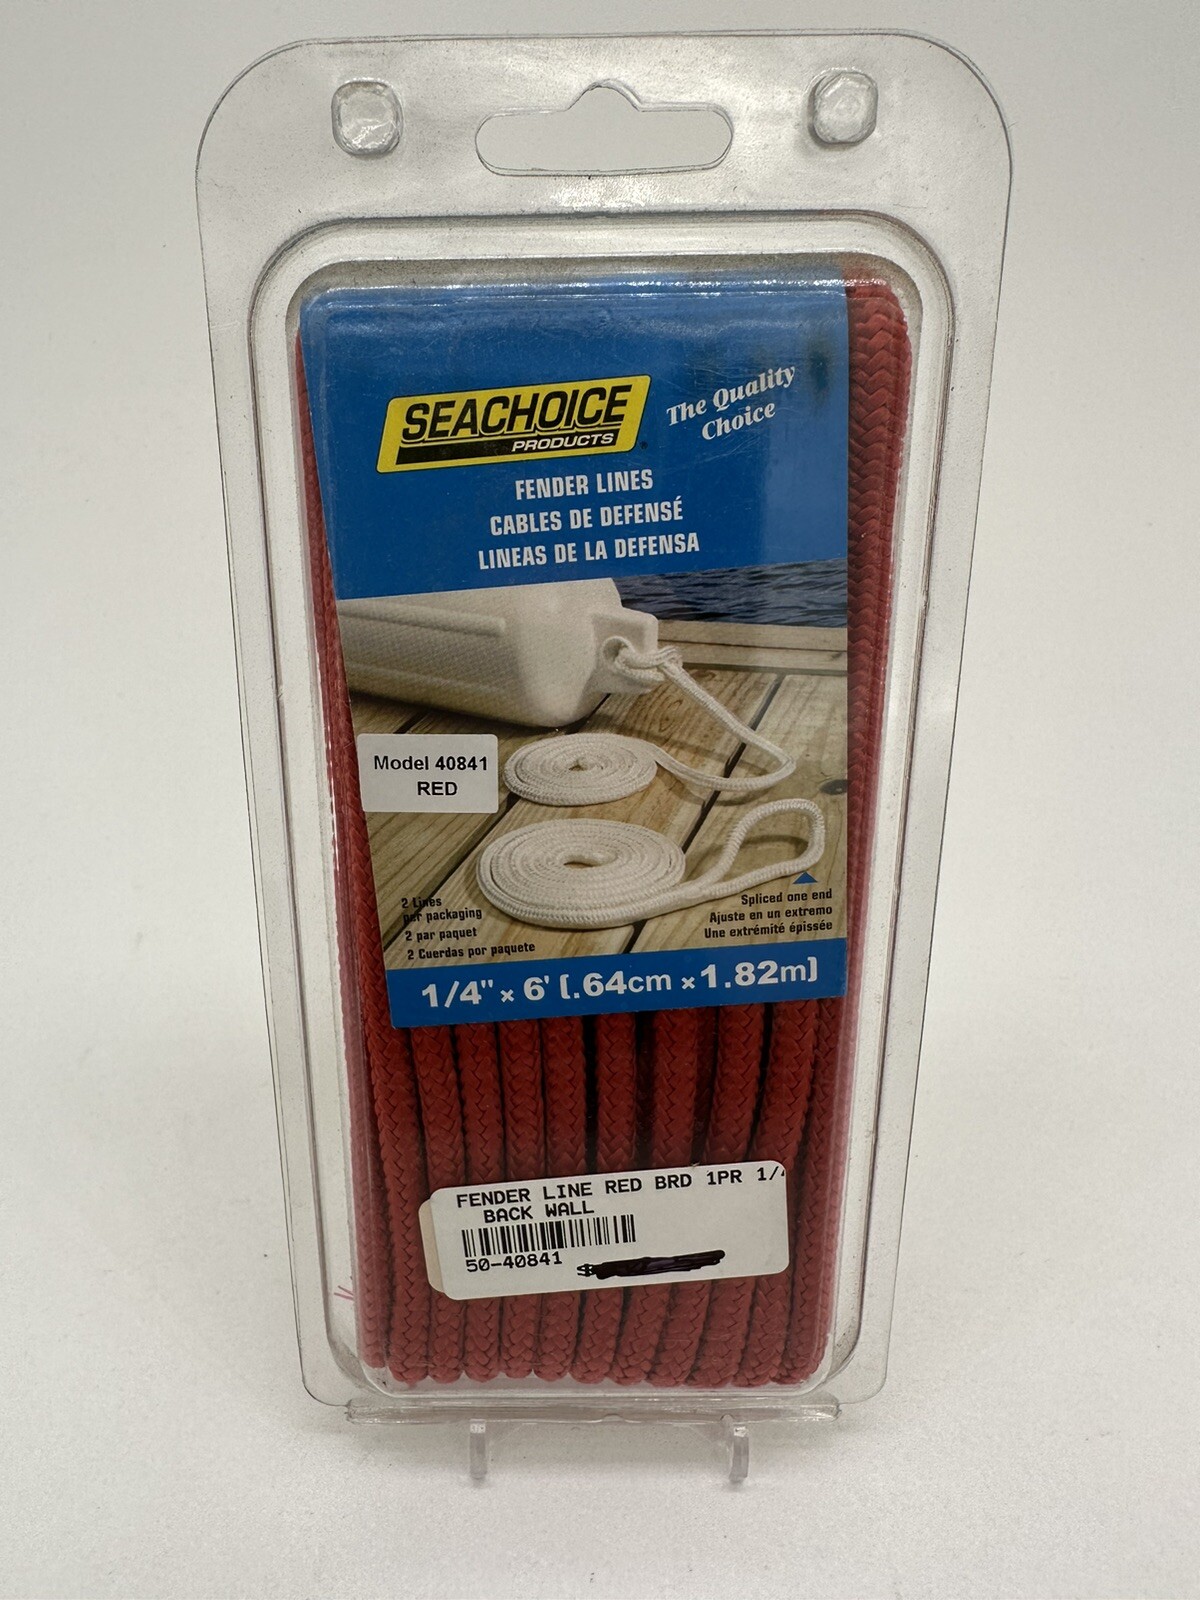 SEACHOICE
PRODUCTS
The Quality
Choice
FENDER LINES
CABLES DE DEFENSÉ
LINEAS DE LA DEFENSA
Model 40841
RED
2 Lines
per packaging
2 par paquet
2 Cuerdas por paquete
Spliced one end
Ajuste en un extremo
Une extrémité épissée
1/4" x 6' (.64cm x 1.82m)
FENDER LINE RED BRD 1PR 1/4
BACK WALL
50-40841